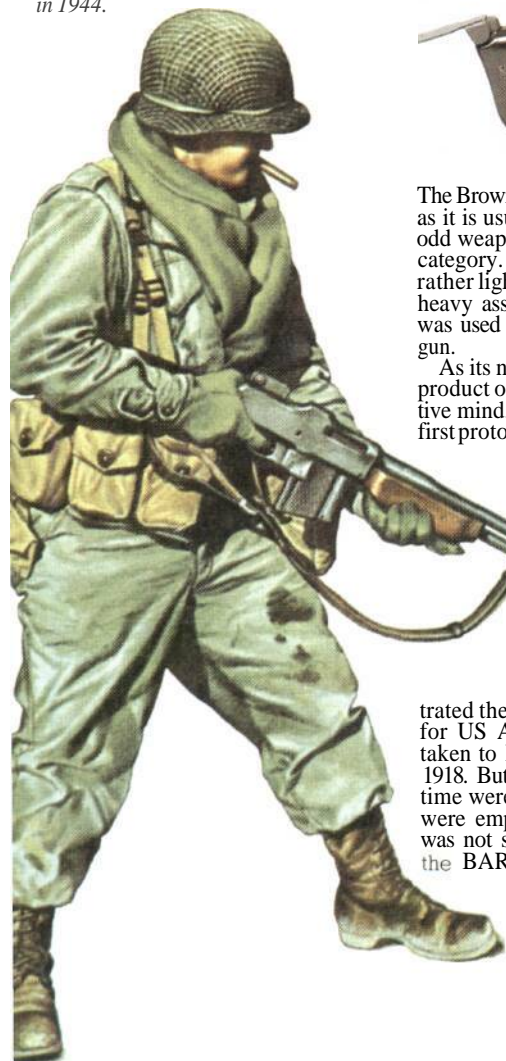 in 1944.
The Brow
as it is usu
odd weap
category.
rather ligh
heavy ass
was used
gun.
As its n
product o
tive mind.
first proto
trated the
for US A
taken to
1918. But
time were
were emp
was not s
the BAR